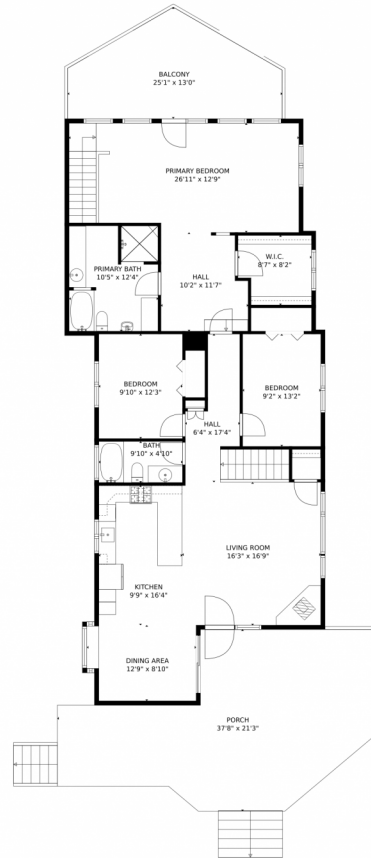 BALCONY
25'1" x 13'0"
PRIMARY BEDROOM
26'11" x 12'9"
W.I.C.
8'7" x 8'2"
PRIMARY BATH
10'5" x 12'4"
HALL
10'2" x 11'7"
BEDROOM
9'10" x 12'3"
BEDROOM
9'2" x 13'2"
HALL
6'4" x 17'4"
BATH
9'10" x 4'10"
LIVING ROOM
16'3" x 16'9"
KITCHEN
9'9" x 16'4"
DINING AREA
12'9" x 8'10"
PORCH
37'8" x 21'3"